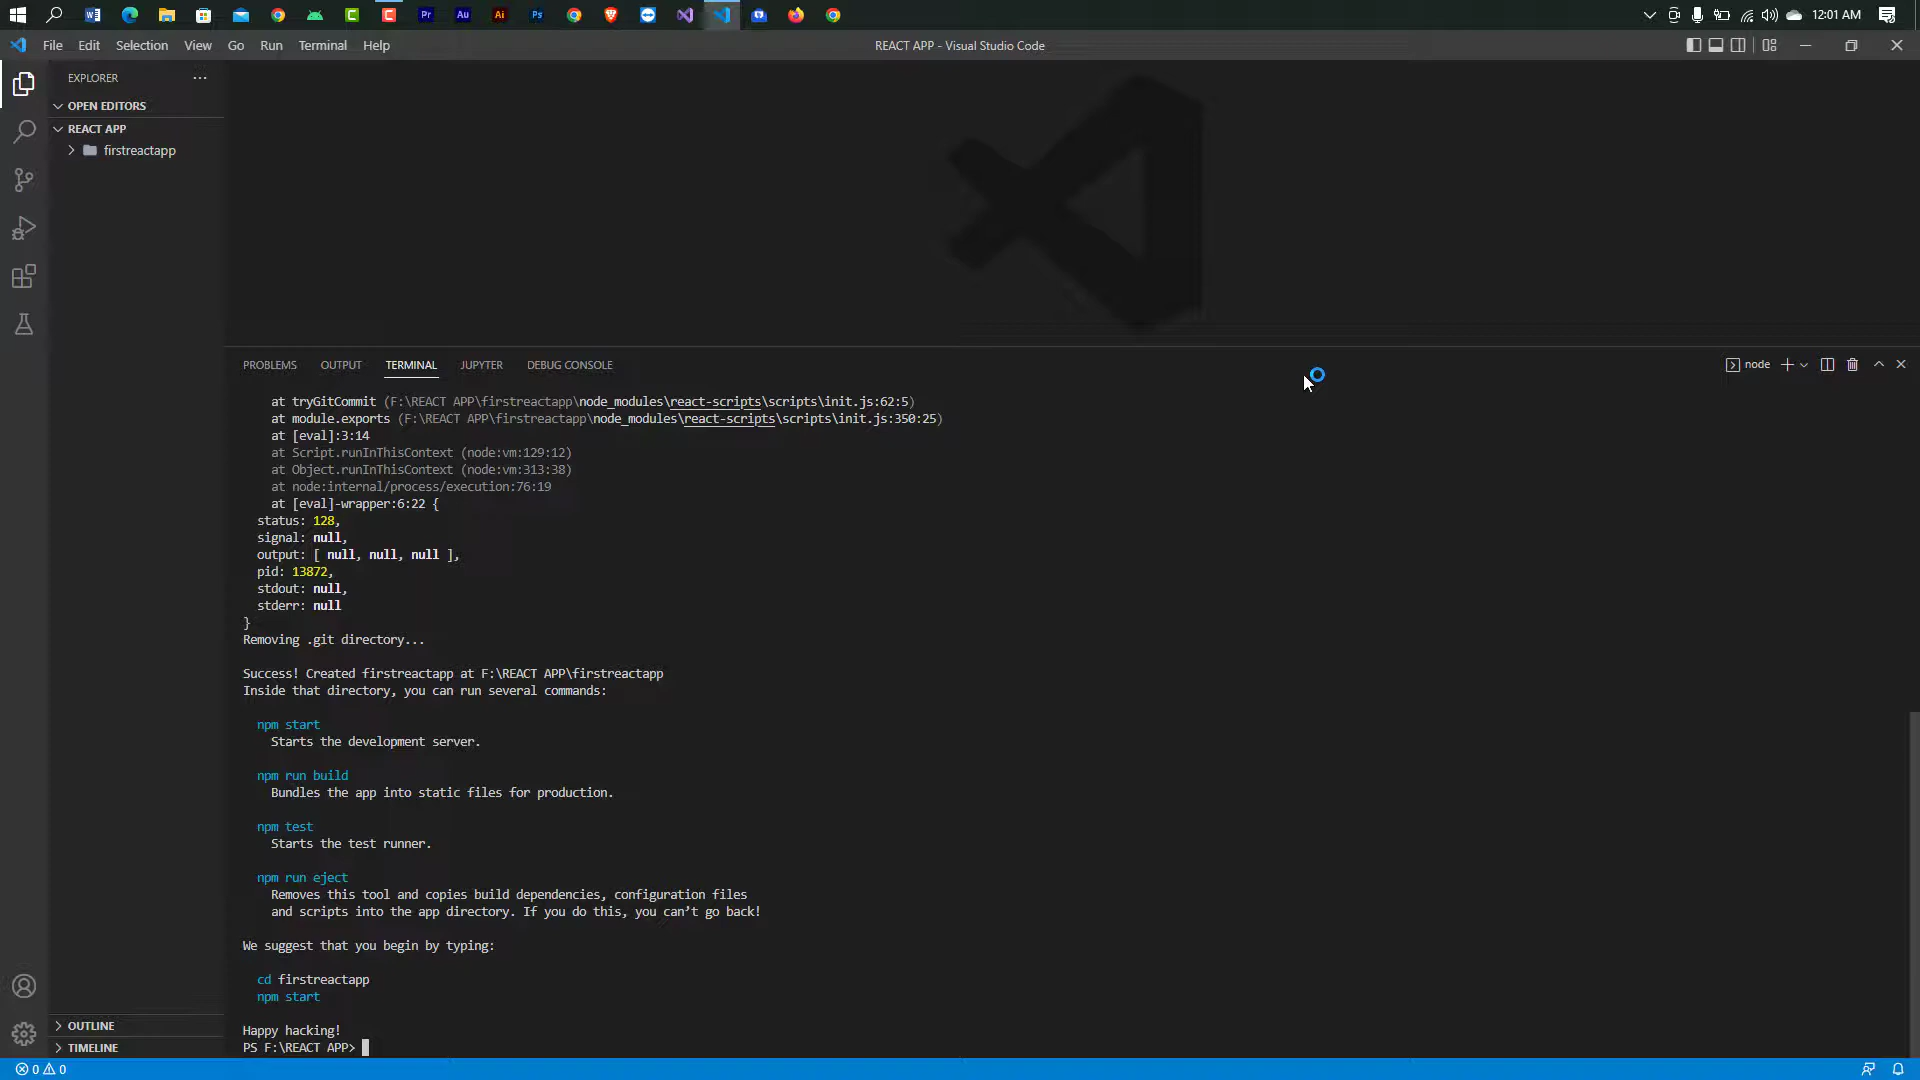 W
Pr
Au
Ai
Ps
12:01 AM
File Edit Selection View Go Run Terminal Help
REACT APP - Visual Studio Code
EXPLORER
OPEN EDITORS
REACT APP
firstreactapp
PROBLEMS OUTPUT TERMINAL JUPYTER DEBUG CONSOLE
node
at tryGitCommit (F:\REACT APP\firstreactapp\node_modules\react-scripts\scripts\init.js:62:5)
at module.exports (F:\REACT APP\firstreactapp\node_modules\react-scripts\scripts\init.js:350:25)
at [eval]:3:14
at Script.runInThisContext (node:vm:129:12)
at Object.runInThisContext (node:vm:313:38)
at node:internal/process/execution:76:19
at [eval]-wrapper:6:22 {
status: 128,
signal: null,
output: [ null, null, null ],
pid: 13872,
stdout: null,
stderr: null
}
Removing .git directory...
Success! Created firstreactapp at F:\REACT APP\firstreactapp
Inside that directory, you can run several commands:
npm start
Starts the development server.
npm run build
Bundles the app into static files for production.
npm test
Starts the test runner.
npm run eject
Removes this tool and copies build dependencies, configuration files
and scripts into the app directory. If you do this, you can’t go back!
We suggest that you begin by typing:
cd firstreactapp
npm start
Happy hacking!
PS F:\REACT APP>
OUTLINE
TIMELINE
0 0